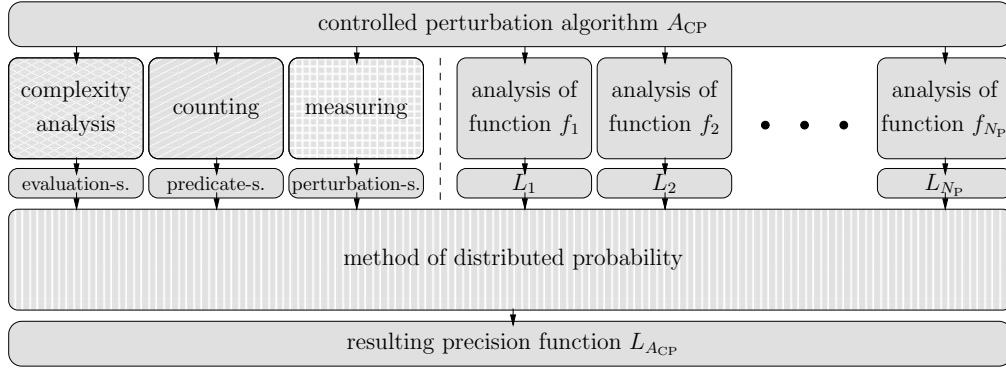 controlled perturbation algorithm A_CP
complexity analysis
counting
measuring
analysis of function f_1
analysis of function f_2
• • •
analysis of function f_{N_P}
evaluation-s.
predicate-s.
perturbation-s.
L_1
L_2
L_{N_P}
method of distributed probability
resulting precision function L_{A_CP}